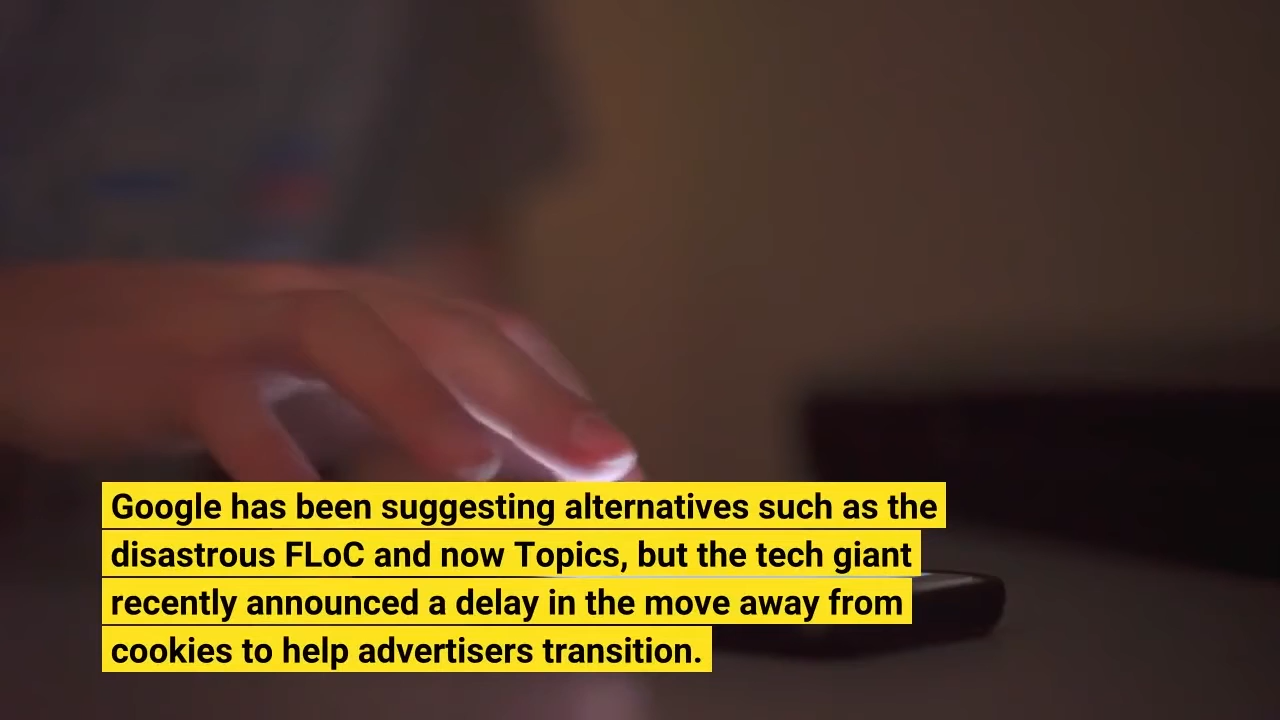 Google has been suggesting alternatives such as the
disastrous FLoC and now Topics, but the tech giant
recently announced a delay in the move away from
cookies to help advertisers transition.